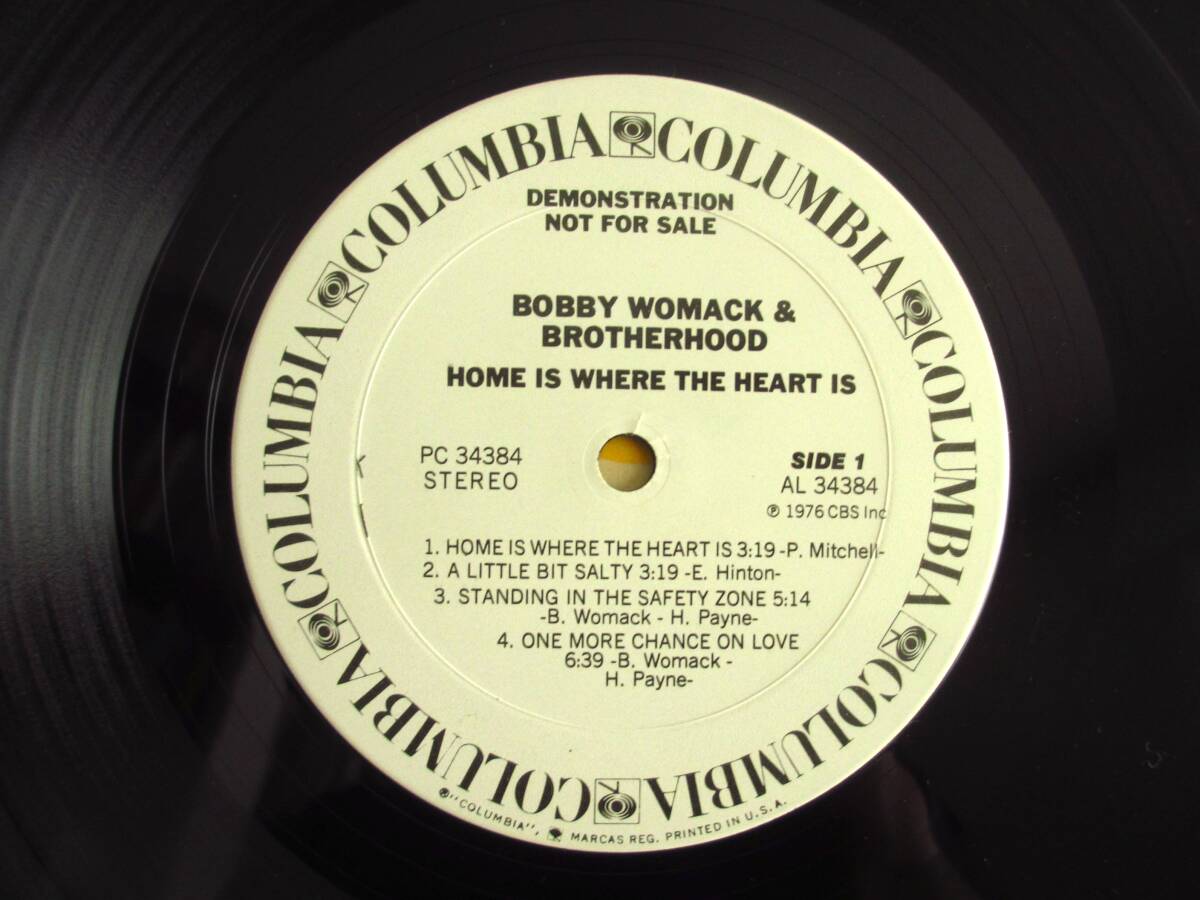 COLUMBIA COLUMBIA COLUMBIA COLUMBIA COLUMBIA COLUMBIA COLUMBIA COLUMBIA
DEMONSTRATION
NOT FOR SALE
BOBBY WOMACK &
BROTHERHOOD
HOME IS WHERE THE HEART IS
PC 34384
STEREO
SIDE 1
AL 34384
℗ 1976 CBS Inc
1. HOME IS WHERE THE HEART IS 3:19 -P. Mitchell-
2. A LITTLE BIT SALTY 3:19 -E. Hinton-
3. STANDING IN THE SAFETY ZONE 5:14
-B. Womack - H. Payne-
4. ONE MORE CHANCE ON LOVE
6:39 -B. Womack -
H. Payne-
®"COLUMBIA", MARCAS REG. PRINTED IN U.S.A.